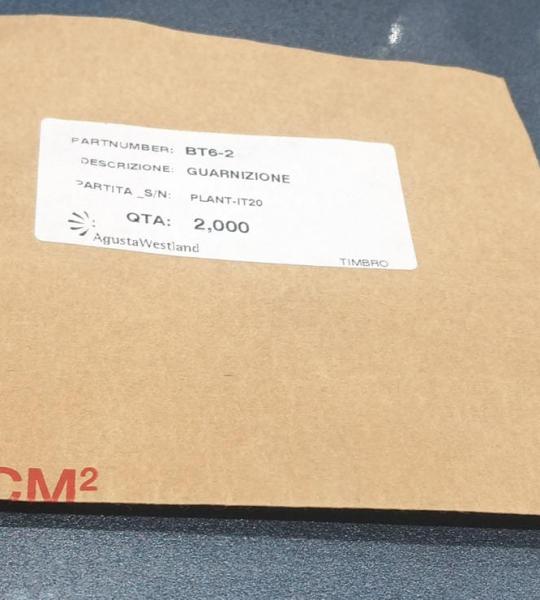 PARTNUMBER: BT6-2
DESCRIZIONE: GUARNIZIONE
PARTITA _S/N: PLANT-IT20
QTA: 2,000
AgustaWestland
TIMBRO
CM²